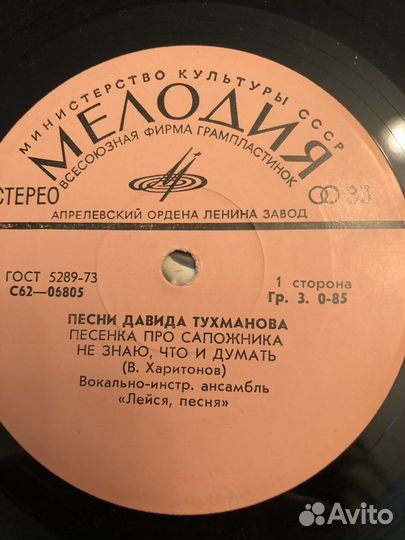 МИНИСТЕРСТВО КУЛЬТУРЫ СССР
МЕЛОДИЯ
ВСЕСОЮЗНАЯ ФИРМА ГРАМПЛАСТИНОК
СТЕРЕО
33
АПРЕЛЕВСКИЙ ОРДЕНА ЛЕНИНА ЗАВОД
ГОСТ 5289-73
1 сторона
С62—06805
Гр. 3. 0-85
ПЕСНИ ДАВИДА ТУХМАНОВА
ПЕСЕНКА ПРО САПОЖНИКА
НЕ ЗНАЮ, ЧТО И ДУМАТЬ
(В. Харитонов)
Вокально-инстр. ансамбль
«Лейся, песня»
Avito